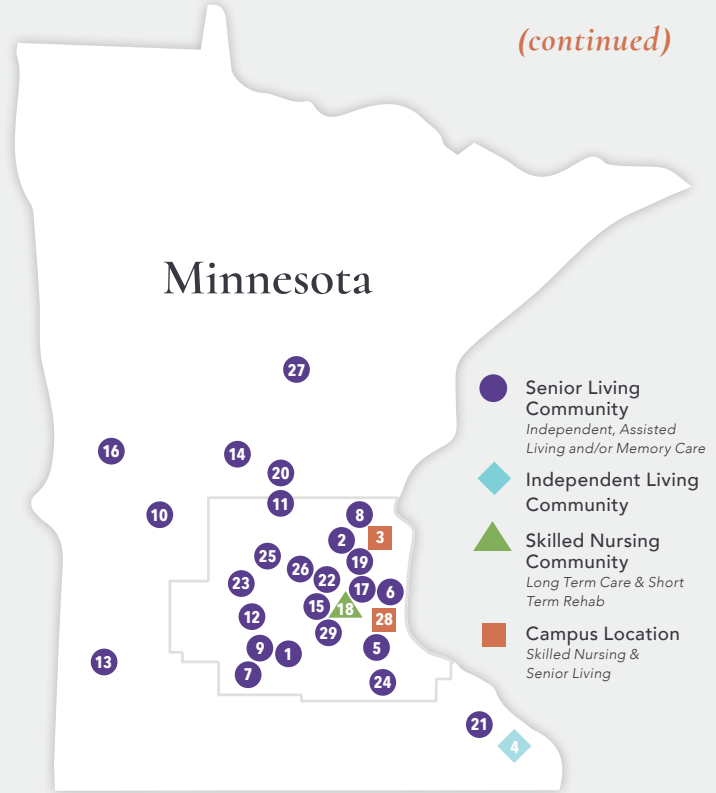 (continued)
Minnesota
27
16
14
20
11
10
8
2
3
19
25
26
22
23
17
6
15
18
12
28
29
9
1
5
13
7
24
21
4
Senior Living
Community
Independent, Assisted
Living and/or Memory Care
Independent Living
Community
Skilled Nursing
Community
Long Term Care & Short
Term Rehab
Campus Location
Skilled Nursing &
Senior Living